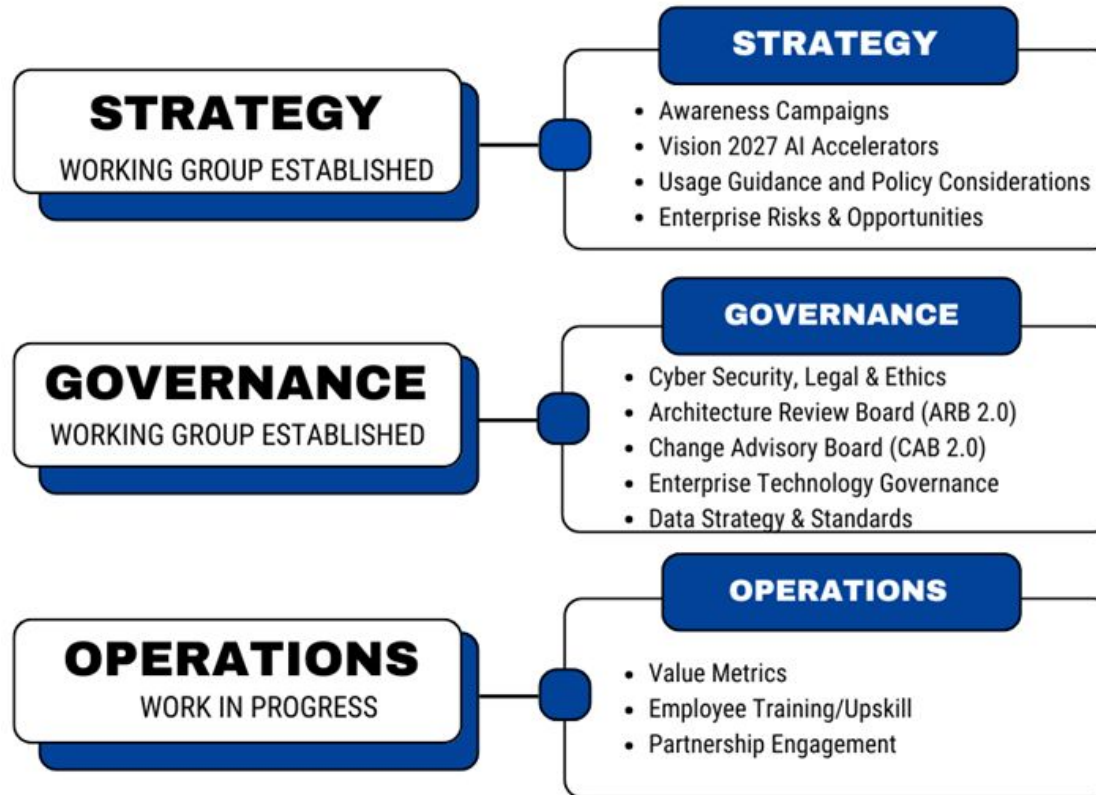 STRATEGY
WORKING GROUP ESTABLISHED
STRATEGY
• Awareness Campaigns
• Vision 2027 AI Accelerators
• Usage Guidance and Policy Considerations
• Enterprise Risks & Opportunities
GOVERNANCE
WORKING GROUP ESTABLISHED
GOVERNANCE
• Cyber Security, Legal & Ethics
• Architecture Review Board (ARB 2.0)
• Change Advisory Board (CAB 2.0)
• Enterprise Technology Governance
• Data Strategy & Standards
OPERATIONS
WORK IN PROGRESS
OPERATIONS
• Value Metrics
• Employee Training/Upskill
• Partnership Engagement